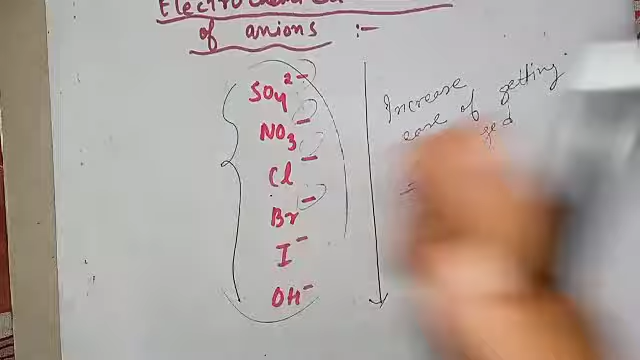 of anions :-
SO4 2-
NO3 -
Cl -
Br -
I -
OH -
Increase
ease of getting